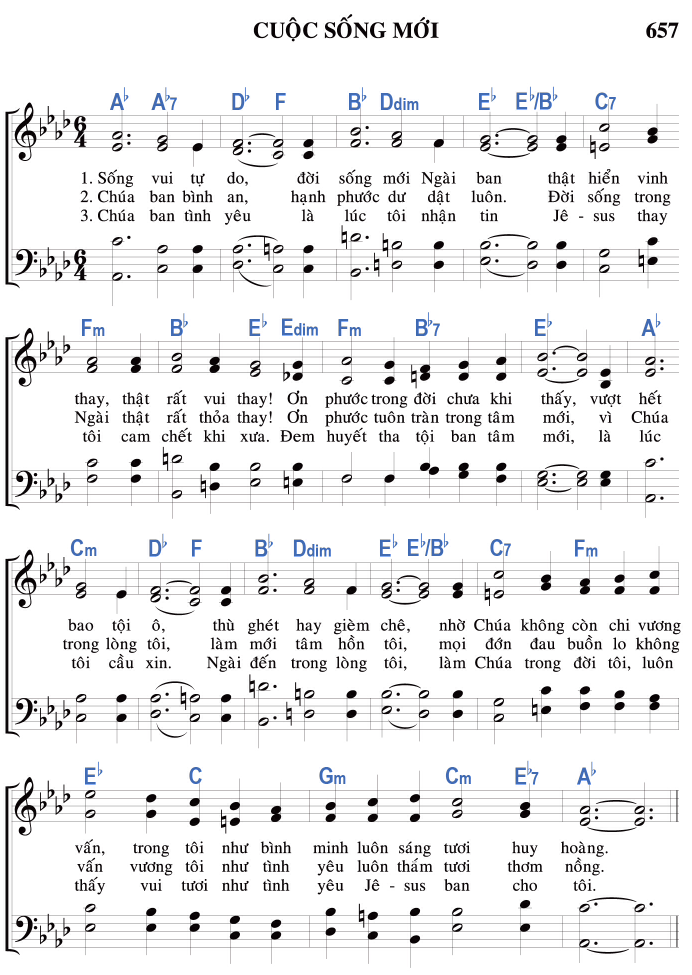 CUỘC SỐNG MỚI 657
A♭ A♭7 D♭ F B♭ Ddim E♭ E♭/B♭ C7
1. Sống vui tự do, đời sống mới Ngài ban thật hiển vinh
2. Chúa ban bình an, hạnh phước dư dật luôn. Đời sống trong
3. Chúa ban tình yêu là lúc tôi nhận tin Jê - sus thay
Fm B♭ E♭ Edim Fm B♭7 E♭ A♭
thay, thật rất vui thay! Ơn phước trong đời chưa khi thấy, vượt hết
Ngài thật rất thỏa thay! Ơn phước tuôn tràn trong tâm mới, vì Chúa
tôi cam chết khi xưa. Đem huyết tha tội ban tâm mới, là lúc
Cm D♭ F B♭ Ddim E♭ E♭/B♭ C7 Fm
bao tội ô, thù ghét hay gièm chê, nhờ Chúa không còn chi vương
trong lòng tôi, làm mới tâm hồn tôi, mọi đớn đau buồn lo không
tôi cầu xin. Ngài đến trong lòng tôi, làm Chúa trong đời tôi, luôn
E♭ C Gm Cm E♭7 A♭
vấn, trong tôi như bình minh luôn sáng tươi huy hoàng.
vấn vương tôi như tình yêu luôn thắm tươi thơm nồng.
thấy vui tươi như tình yêu Jê - sus ban cho tôi.